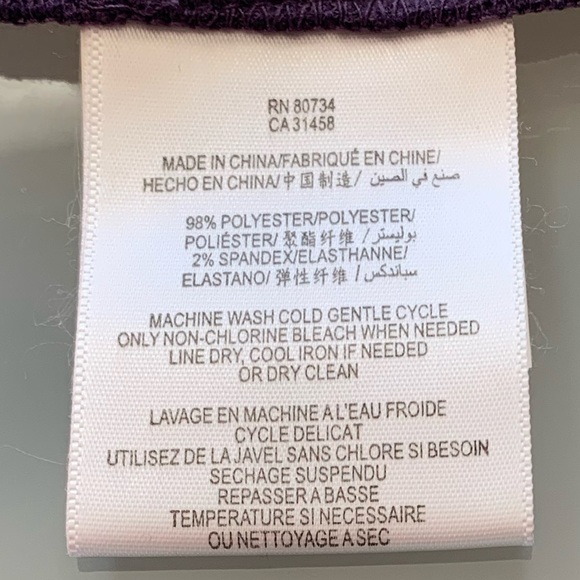 RN 80734
CA 31458
MADE IN CHINA/FABRIQUÉ EN CHINE/
HECHO EN CHINA/中国制造/ صنع في الصين
98% POLYESTER/POLYESTER/
POLIÉSTER/ 聚酯纤维 /بوليستر/
2% SPANDEX/ELASTHANNE/
ELASTANO/ 弹性纤维 / سباندكس
MACHINE WASH COLD GENTLE CYCLE
ONLY NON-CHLORINE BLEACH WHEN NEEDED
LINE DRY, COOL IRON IF NEEDED
OR DRY CLEAN
LAVAGE EN MACHINE A L'EAU FROIDE
CYCLE DELICAT
UTILISEZ DE LA JAVEL SANS CHLORE SI BESOIN
SECHAGE SUSPENDU
REPASSER A BASSE
TEMPERATURE SI NECESSAIRE
OU NETTOYAGE A SEC